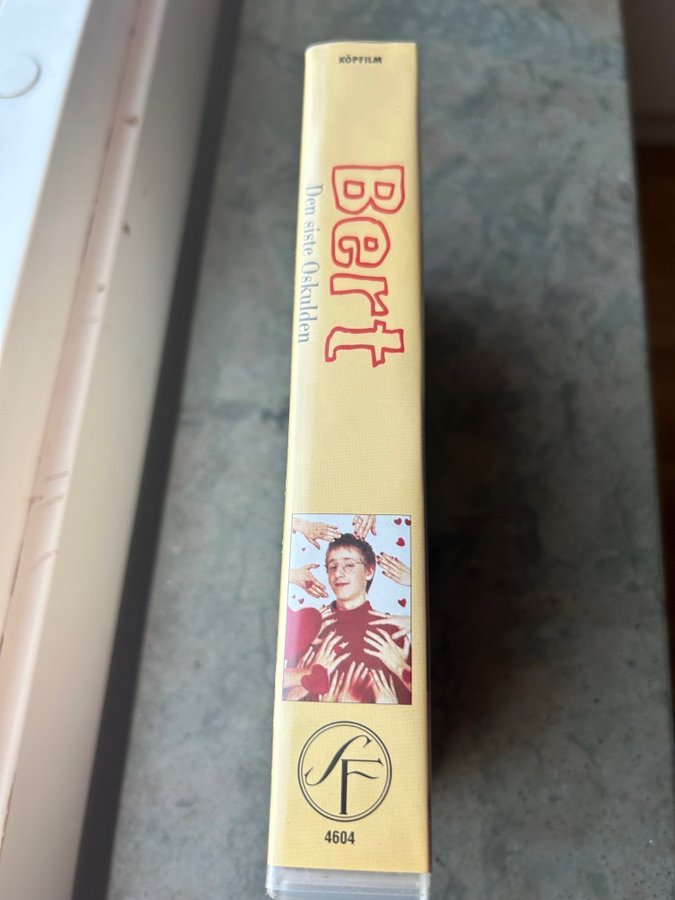 KÖPFILM
Bert
Den siste Oskulden
SF
4604